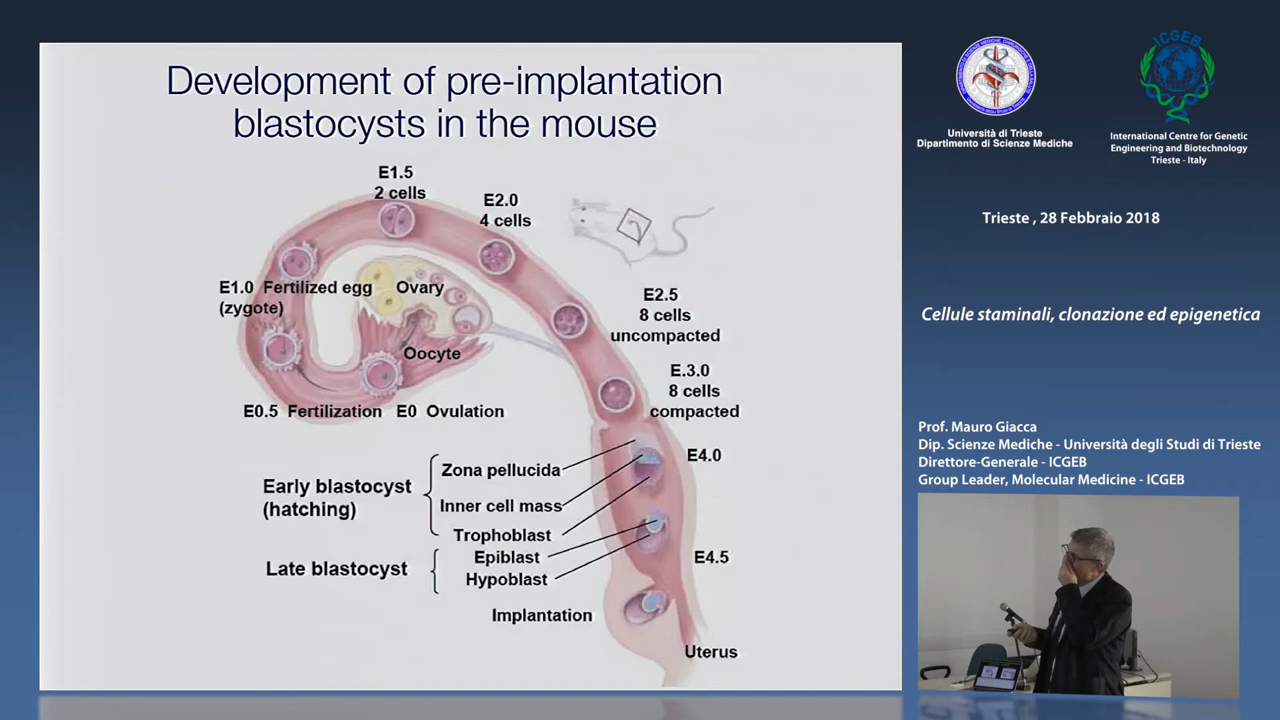 Development of pre-implantation
blastocysts in the mouse
E1.5
2 cells
E2.0
4 cells
E1.0 Fertilized egg
(zygote)
Ovary
E2.5
8 cells
uncompacted
Oocyte
E.3.0
8 cells
compacted
E0.5 Fertilization
E0 Ovulation
Early blastocyst
(hatching)
Zona pellucida
Inner cell mass
Trophoblast
E4.0
Late blastocyst
Epiblast
Hypoblast
E4.5
Implantation
Uterus
Università di Trieste
Dipartimento di Scienze Mediche
ICGEB
International Centre for Genetic
Engineering and Biotechnology
Trieste - Italy
Trieste , 28 Febbraio 2018
Cellule staminali, clonazione ed epigenetica
Prof. Mauro Giacca
Dip. Scienze Mediche - Università degli Studi di Trieste
Direttore-Generale - ICGEB
Group Leader, Molecular Medicine - ICGEB